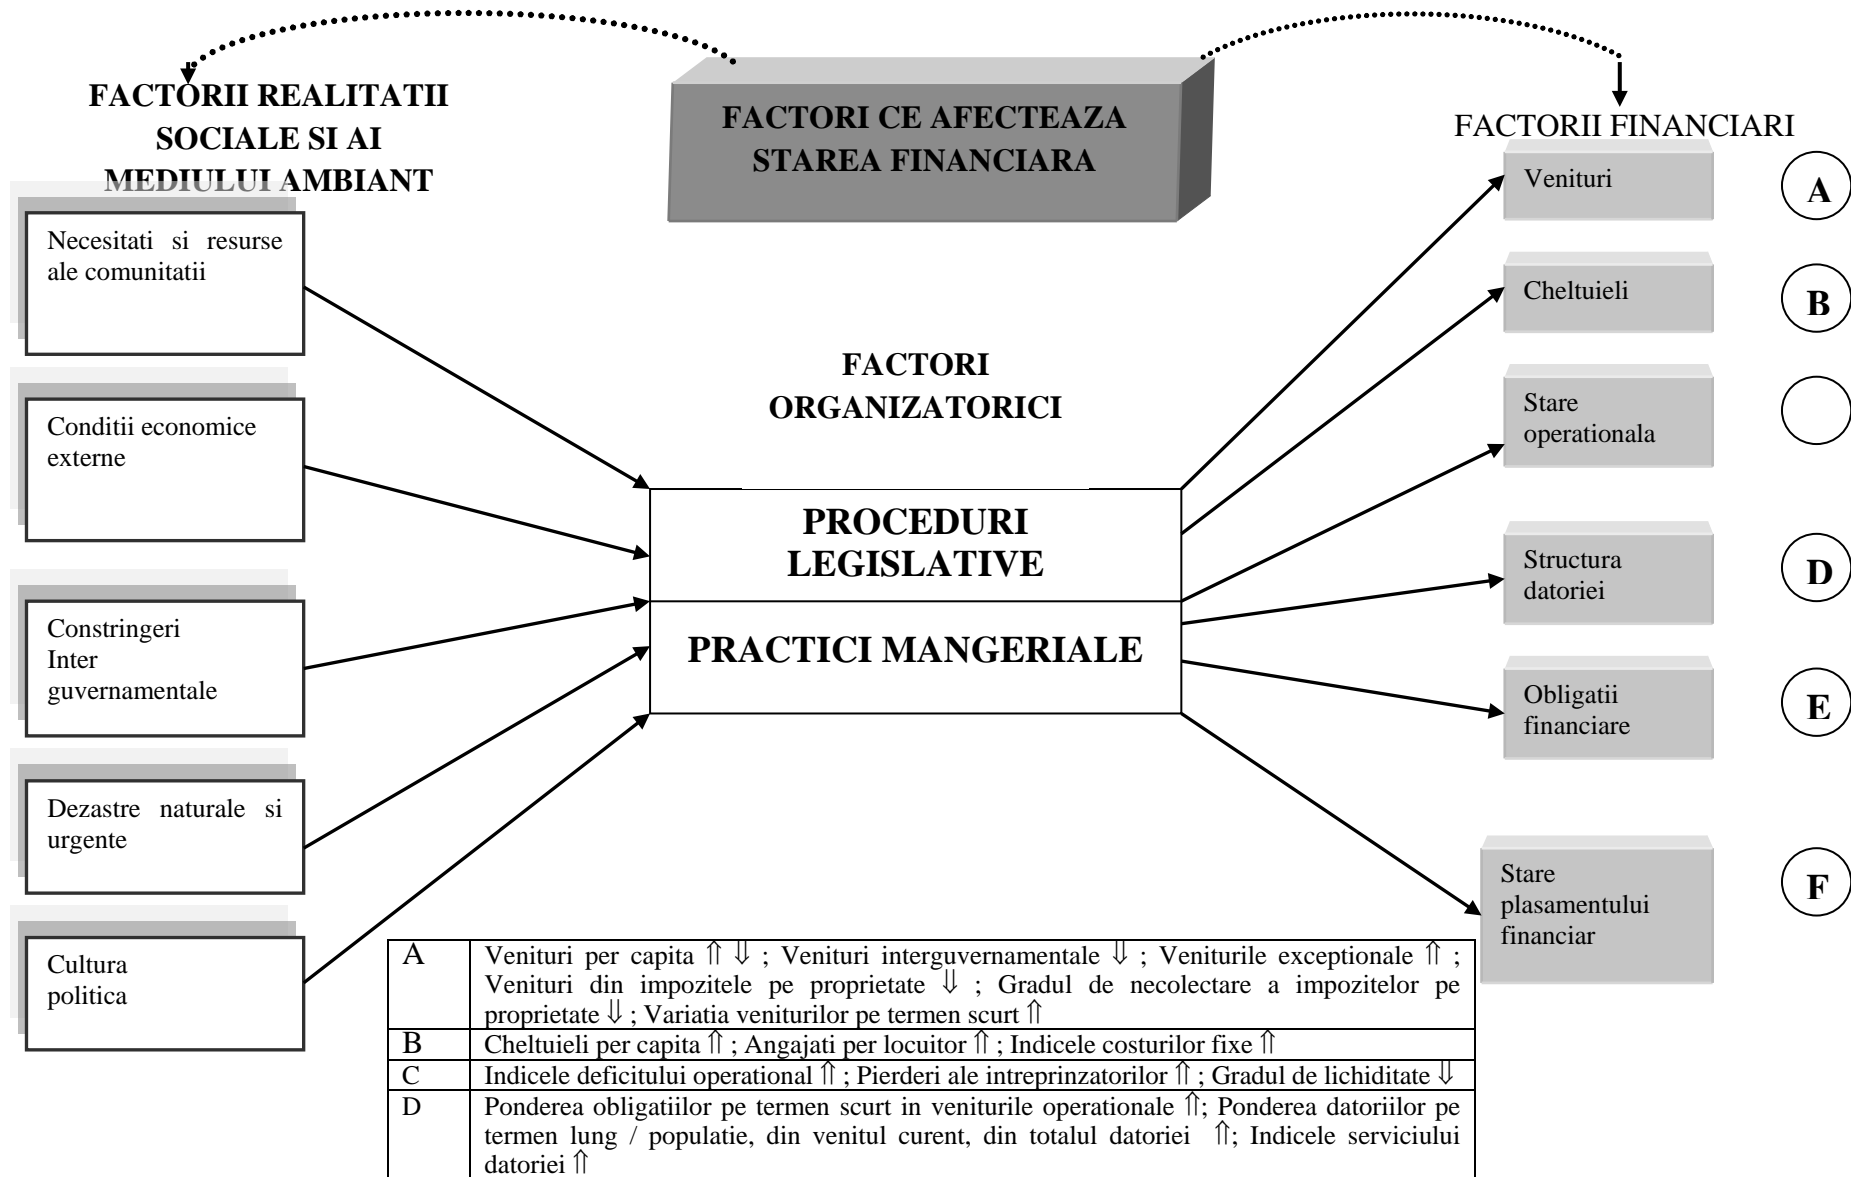 FACTORII REALITATII
SOCIALE SI AI
MEDIULUI AMBIANT
FACTORI CE AFECTEAZA
STAREA FINANCIARA
FACTORII FINANCIARI
Necesitati si resurse
ale comunitatii
Conditii economice
externe
Constringeri
Inter
guvernamentale
Dezastre naturale si
urgente
Cultura
politica
FACTORI
ORGANIZATORICI
PROCEDURI
LEGISLATIVE
PRACTICI MANGERIALE
Venituri
A
Cheltuieli
B
Stare
operationala
Structura
datoriei
D
Obligatii
financiare
E
Stare
plasamentului
financiar
F
A Venituri per capita ⇑ ⇓ ; Venituri interguvernamentale ⇓ ; Veniturile exceptionale ⇑ ;
Venituri din impozitele pe proprietate ⇓ ; Gradul de necolectare a impozitelor pe
proprietate ⇓ ; Variatia veniturilor pe termen scurt ⇑
B Cheltuieli per capita ⇑ ; Angajati per locuitor ⇑ ; Indicele costurilor fixe ⇑
C Indicele deficitului operational ⇑ ; Pierderi ale intreprinzatorilor ⇑ ; Gradul de lichiditate ⇓
D Ponderea obligatiilor pe termen scurt in veniturile operationale ⇑; Ponderea datoriilor pe
termen lung / populatie, din venitul curent, din totalul datoriei ⇑; Indicele serviciului
datoriei ⇑